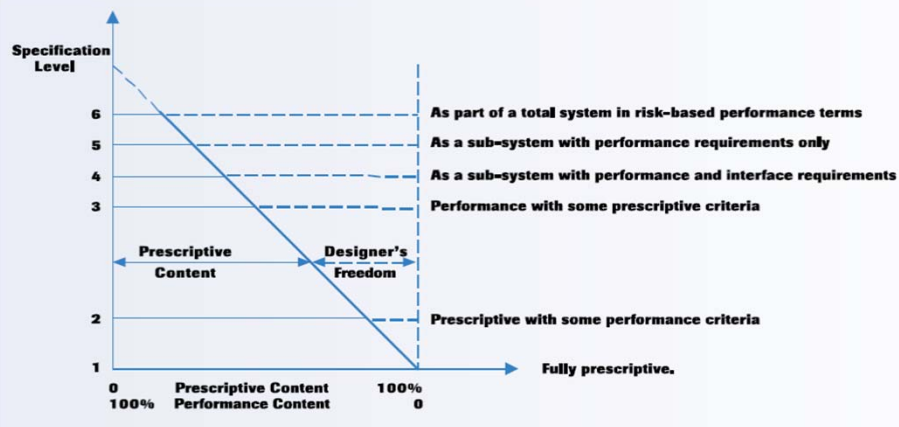 Specification
Level
6 As part of a total system in risk-based performance terms
5 As a sub-system with performance requirements only
4 As a sub-system with performance and interface requirements
3 Performance with some prescriptive criteria
Prescriptive Designer's
Content Freedom
2 Prescriptive with some performance criteria
1 Fully prescriptive.
0 Prescriptive Content 100%
100% Performance Content 0